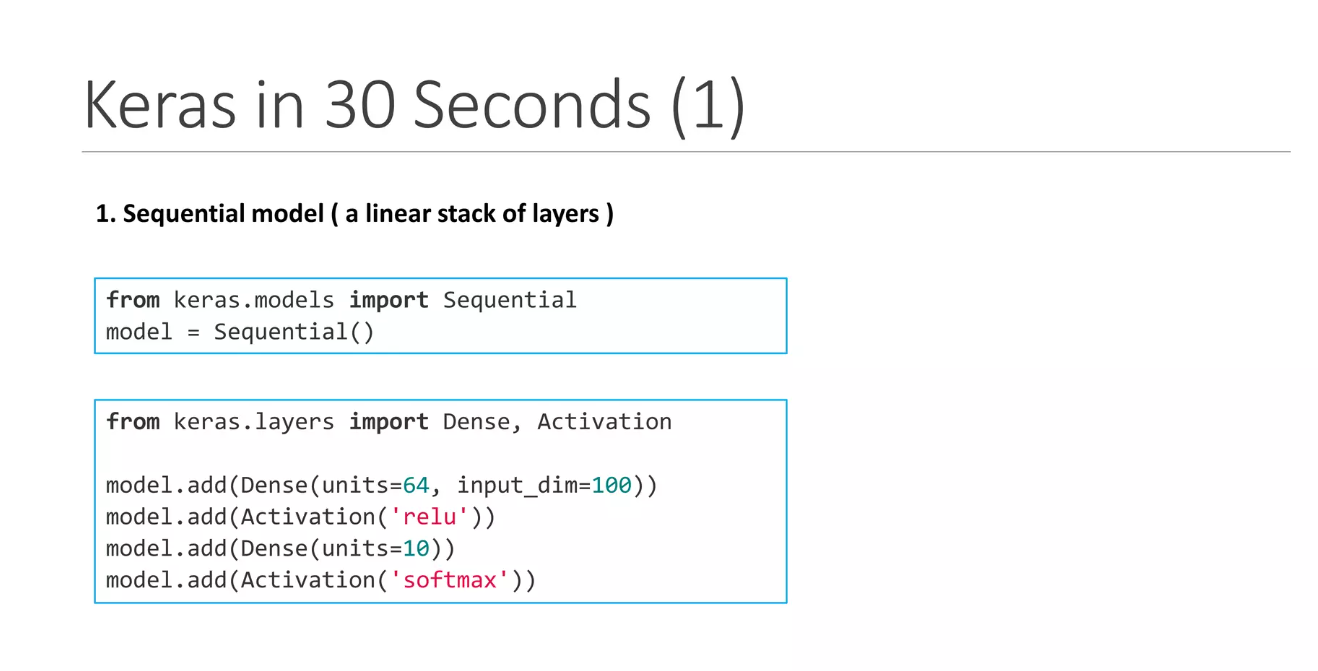 Keras in 30 Seconds (1)
1. Sequential model ( a linear stack of layers )
from keras.models import Sequential
model = Sequential()
from keras.layers import Dense, Activation
model.add(Dense(units=64, input_dim=100))
model.add(Activation('relu'))
model.add(Dense(units=10))
model.add(Activation('softmax'))